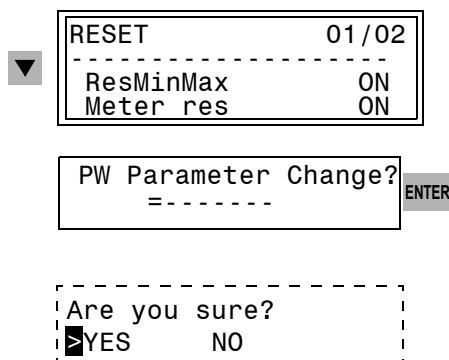 RESET 01/02
--------------------
ResMinMax ON
Meter res ON
PW Parameter Change?
=-------
ENTER
Are you sure?
>YES NO